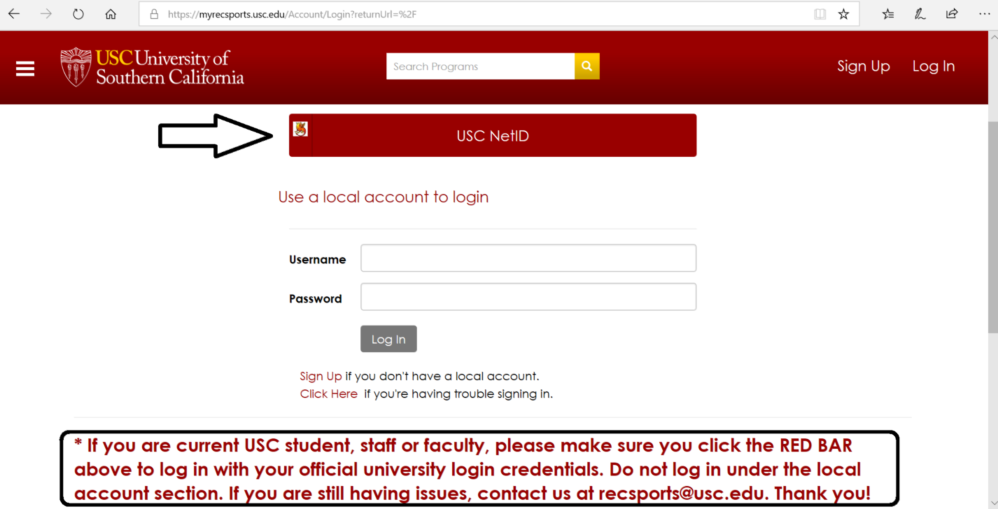 https://myrecsports.usc.edu/Account/Login?returnUrl=%2F
USC University of
Southern California
Search Programs
Sign Up
Log In
USC NetID
Use a local account to login
Username
Password
Log In
Sign Up if you don't have a local account.
Click Here If you're having trouble signing in.
* If you are current USC student, staff or faculty, please make sure you click the RED BAR
above to log in with your official university login credentials. Do not log in under the local
account section. If you are still having issues, contact us at recsports@usc.edu. Thank you!